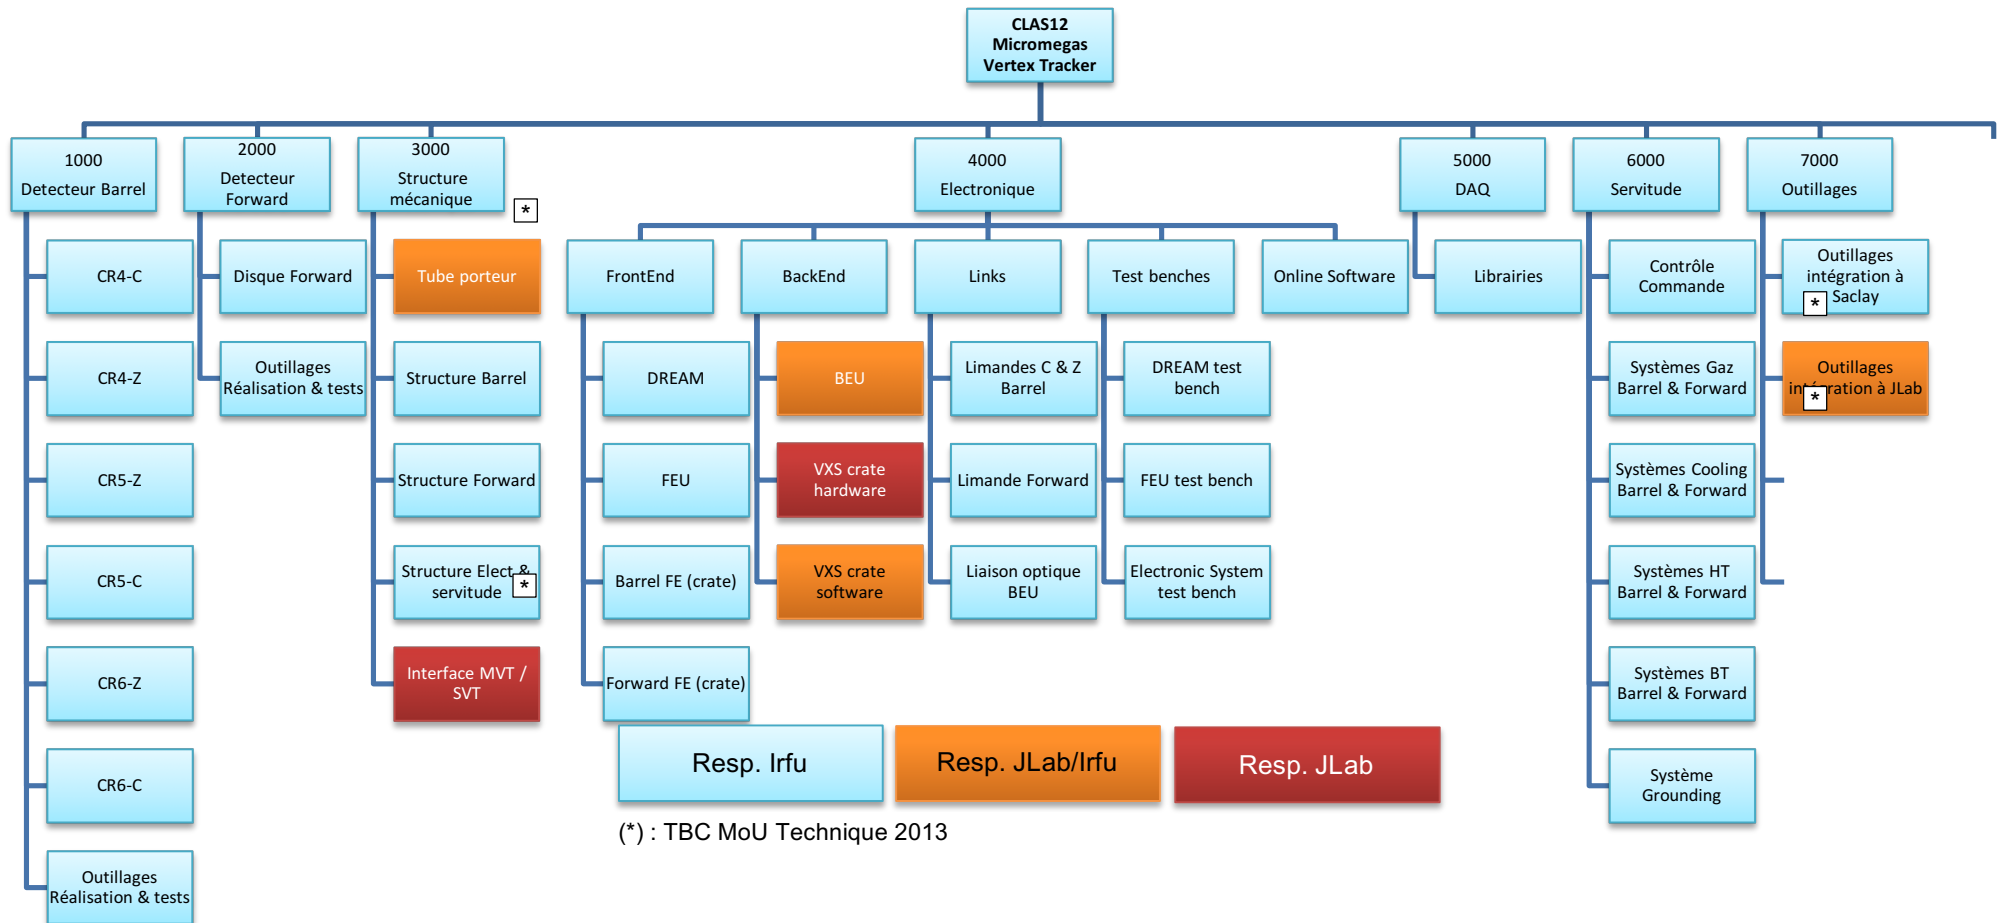 CLAS12
Micromegas
Vertex Tracker
1000
Detecteur Barrel
2000
Detecteur
Forward
3000
Structure
mécanique
*
4000
Electronique
5000
DAQ
6000
Servitude
7000
Outillages
CR4-C
CR4-Z
CR5-Z
CR5-C
CR6-Z
CR6-C
Outillages
Réalisation & tests
Disque Forward
Outillages
Réalisation & tests
Tube porteur
Structure Barrel
Structure Forward
Structure Elect &
servitude
*
Interface MVT /
SVT
FrontEnd
DREAM
FEU
Barrel FE (crate)
Forward FE (crate)
BackEnd
BEU
VXS crate
hardware
VXS crate
software
Links
Limandes C & Z
Barrel
Limande Forward
Liaison optique
BEU
Test benches
DREAM test
bench
FEU test bench
Electronic System
test bench
Online Software
Librairies
Contrôle
Commande
Systèmes Gaz
Barrel & Forward
Systèmes Cooling
Barrel & Forward
Systèmes HT
Barrel & Forward
Systèmes BT
Barrel & Forward
Système
Grounding
Outillages
intégration à
Saclay
*
Outillages
intégration à JLab
*
Resp. Irfu
Resp. JLab/Irfu
Resp. JLab
(*) : TBC MoU Technique 2013